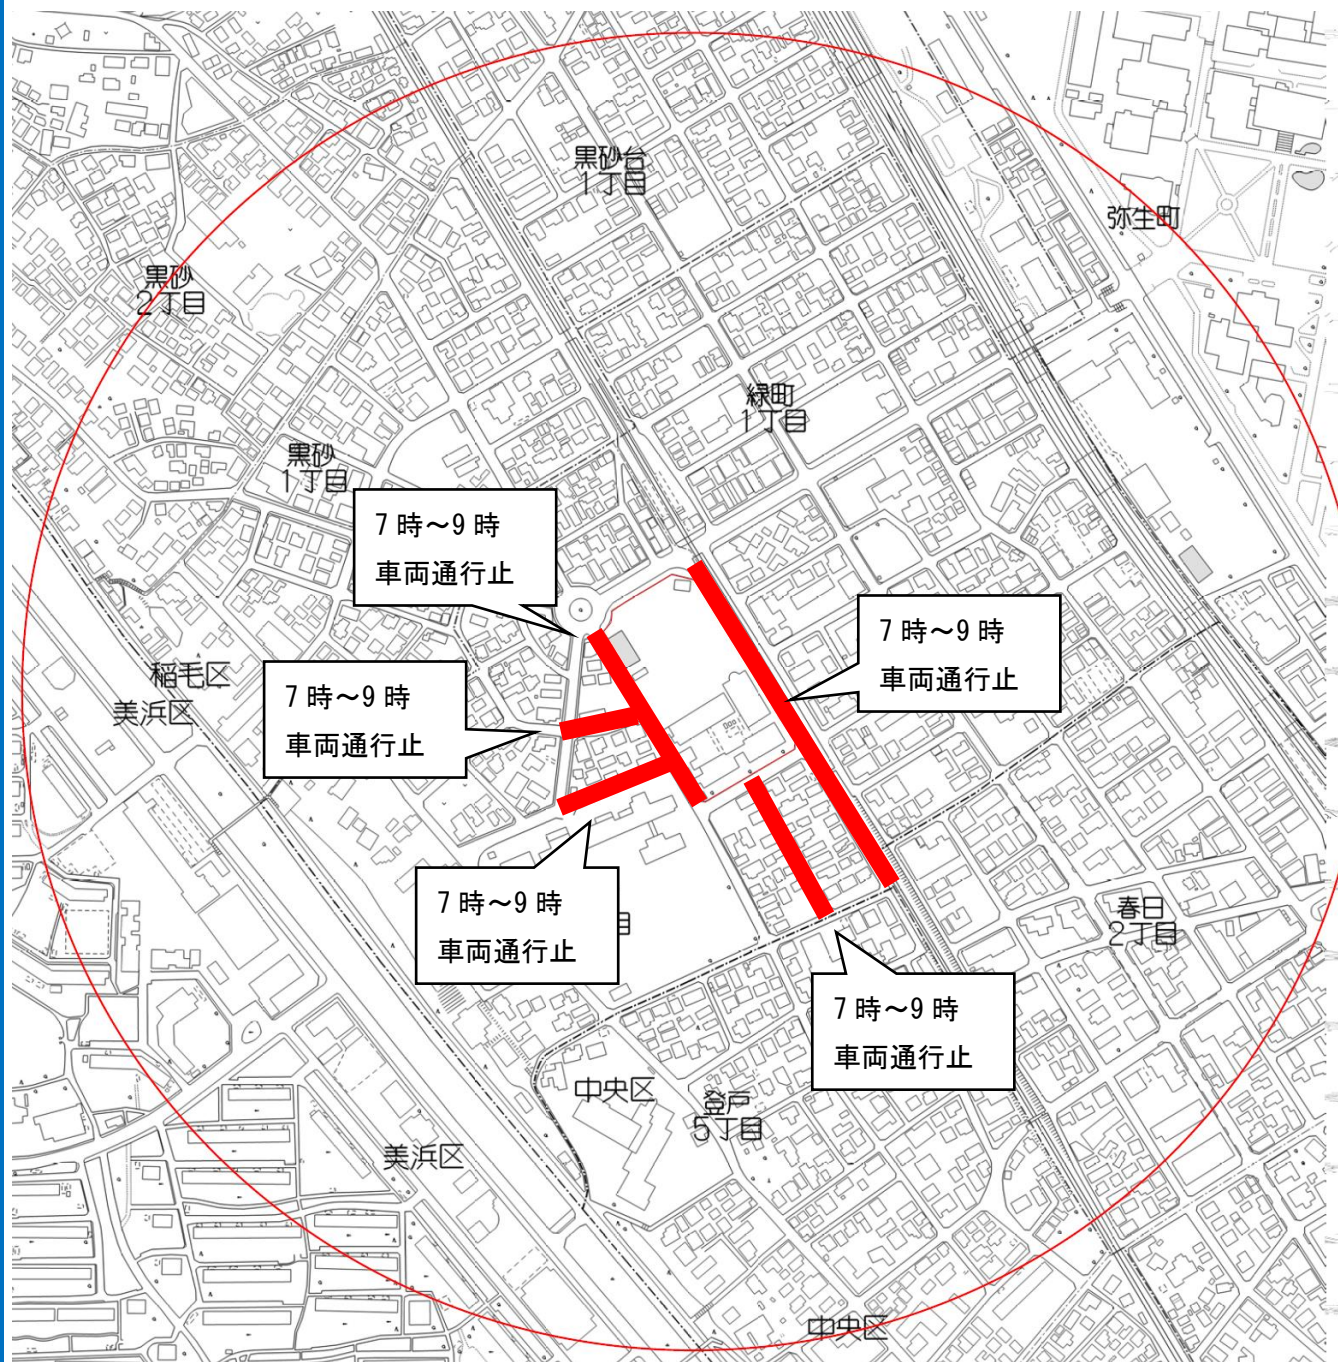 黒砂台
1丁目
弥生町
黒砂
2丁目
緑町
1丁目
黒砂
1丁目
7時～9時
車両通行止
7時～9時
車両通行止
稲毛区
美浜区
7時～9時
車両通行止
7時～9時
車両通行止
目
春日
2丁目
7時～9時
車両通行止
中央区
登戸
5丁目
美浜区
中央区